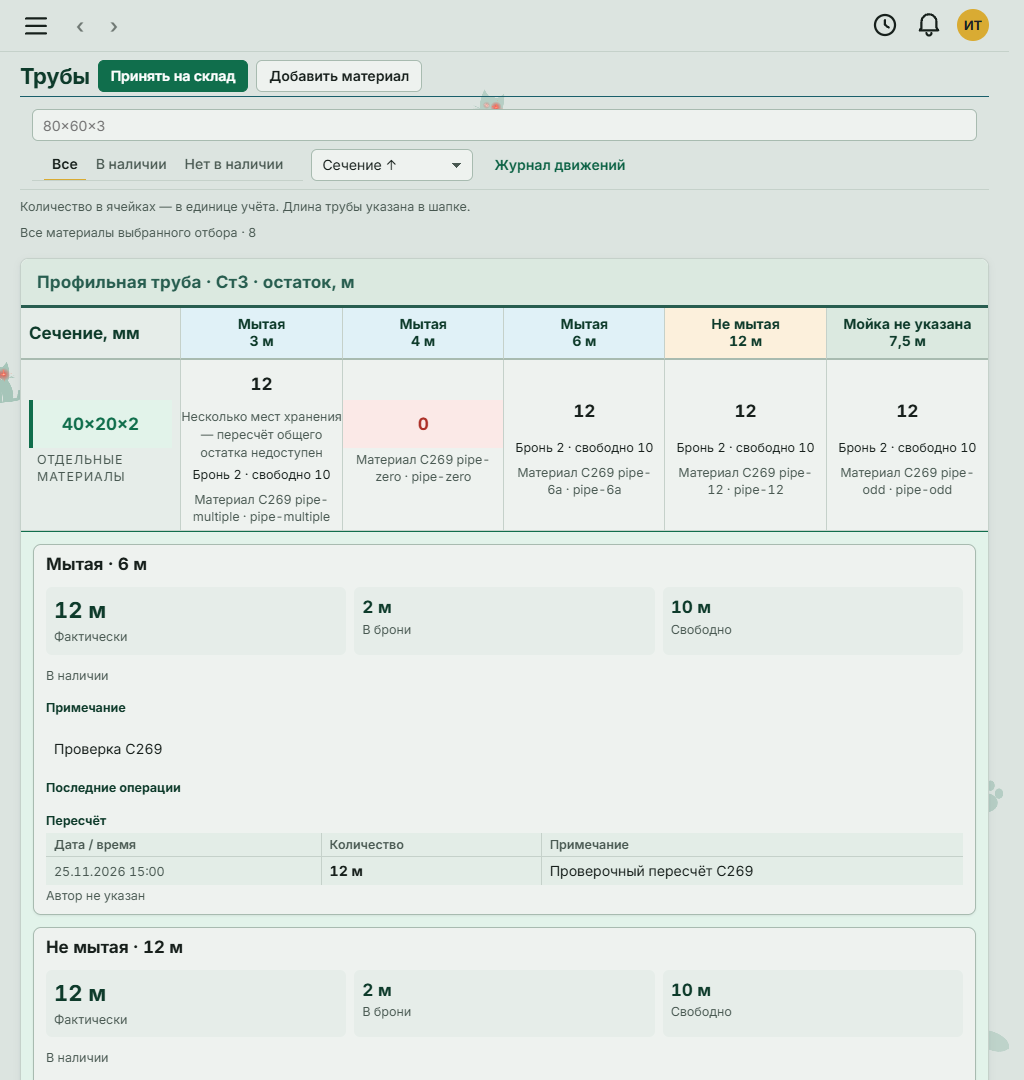 ИТ
Трубы
Принять на склад
Добавить материал
80×60×3
Все
В наличии
Нет в наличии
Сечение ↑
Журнал движений
Количество в ячейках — в единице учёта. Длина трубы указана в шапке.
Все материалы выбранного отбора · 8
Профильная труба · Ст3 · остаток, м
Сечение, мм
Мытая
3 м
Мытая
4 м
Мытая
6 м
Не мытая
12 м
Мойка не указана
7,5 м
40×20×2
ОТДЕЛЬНЫЕ
МАТЕРИАЛЫ
12
Несколько мест хранения
— пересчёт общего
остатка недоступен
Бронь 2 · свободно 10
Материал C269 pipe-
multiple · pipe-multiple
0
Материал C269 pipe-
zero · pipe-zero
12
Бронь 2 · свободно 10
Материал C269 pipe-
6a · pipe-6a
12
Бронь 2 · свободно 10
Материал C269 pipe-
12 · pipe-12
12
Бронь 2 · свободно 10
Материал C269 pipe-
odd · pipe-odd
Мытая · 6 м
12 м
Фактически
2 м
В брони
10 м
Свободно
В наличии
Примечание
Проверка C269
Последние операции
Пересчёт
Дата / время
Количество
Примечание
25.11.2026 15:00
12 м
Проверочный пересчёт C269
Автор не указан
Не мытая · 12 м
12 м
Фактически
2 м
В брони
10 м
Свободно
В наличии